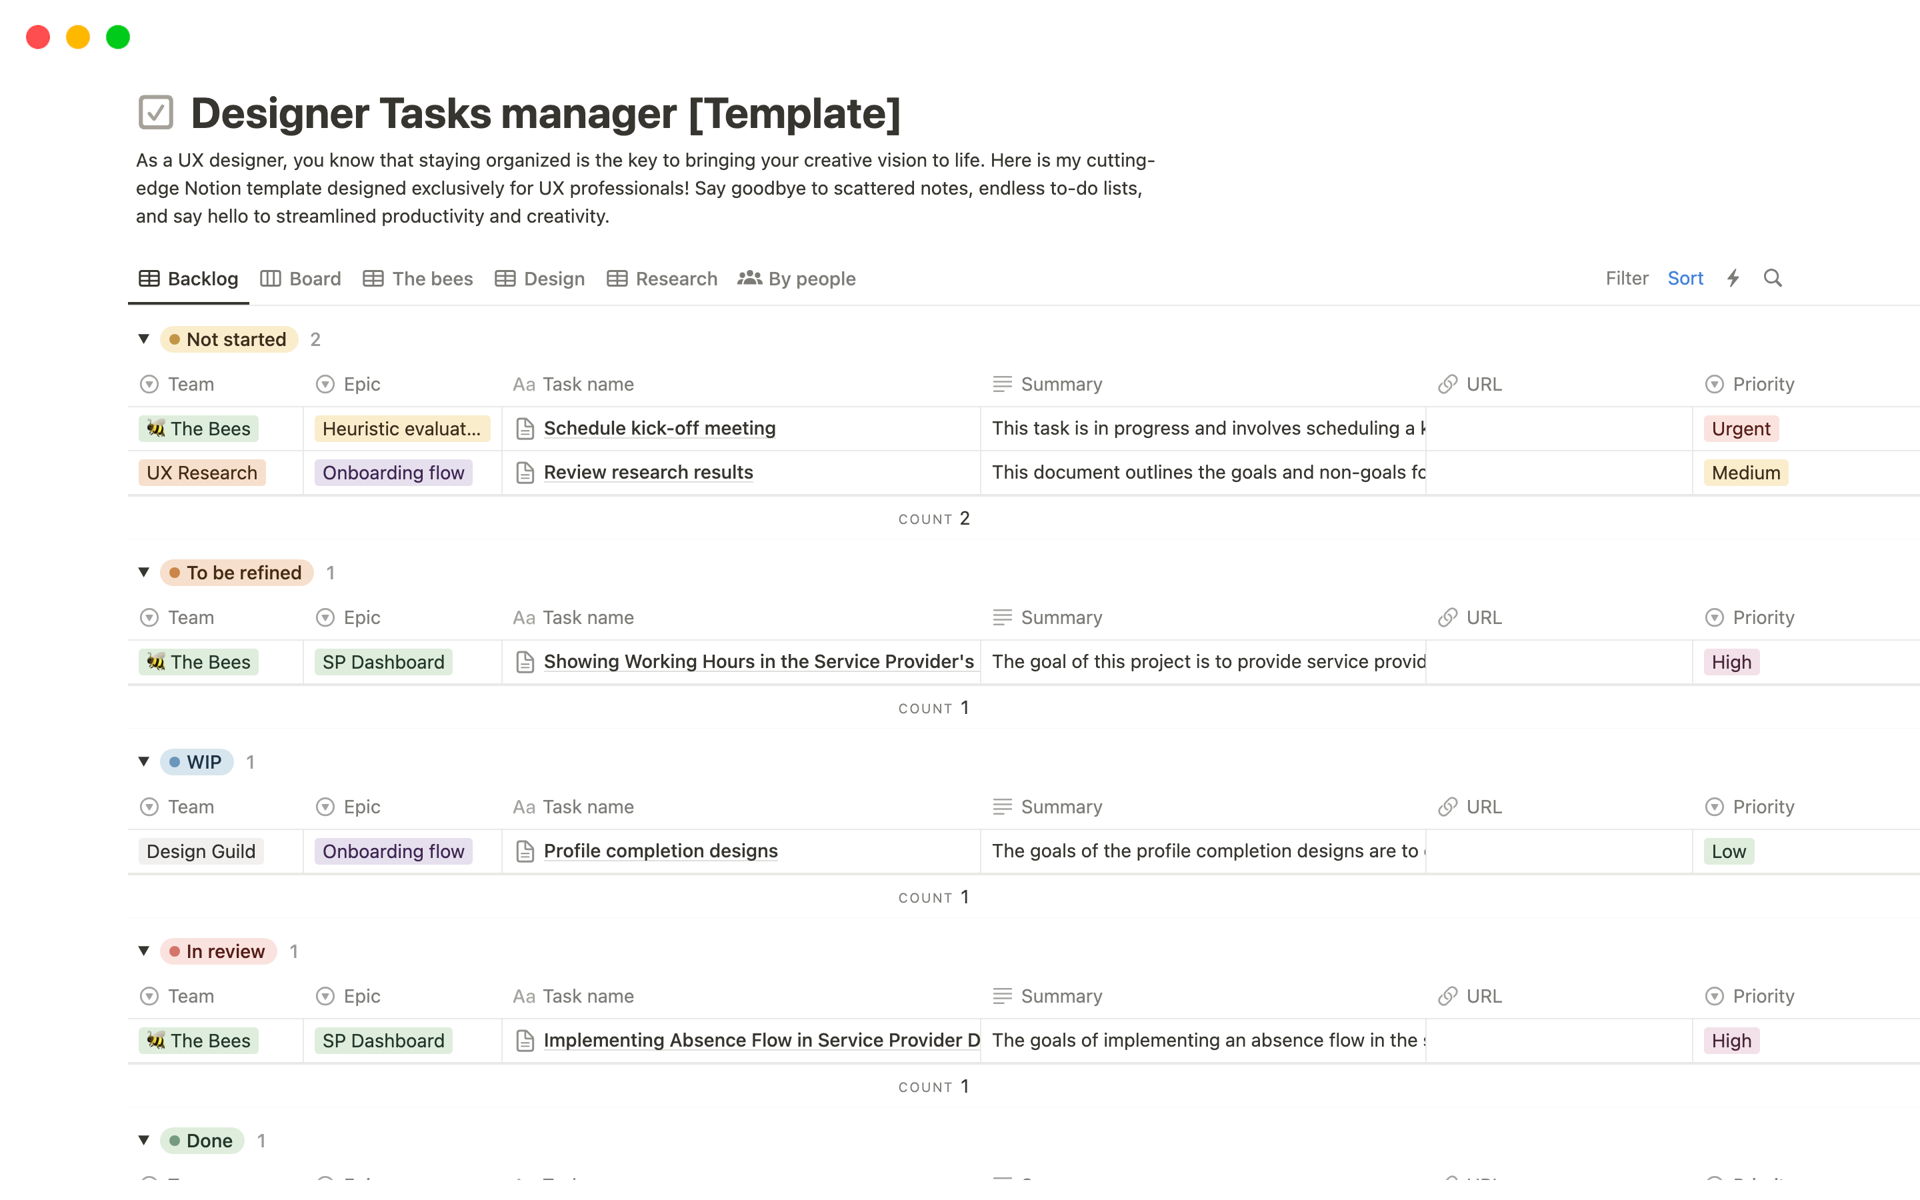 Designer Tasks manager [Template]
As a UX designer, you know that staying organized is the key to bringing your creative vision to life. Here is my cutting-
edge Notion template designed exclusively for UX professionals! Say goodbye to scattered notes, endless to-do lists,
and say hello to streamlined productivity and creativity.
Backlog Board The bees Design Research By people Filter Sort
Not started 2
Team Epic Aa Task name Summary URL Priority
The Bees Heuristic evaluat... Schedule kick-off meeting This task is in progress and involves scheduling a Urgent
UX Research Onboarding flow Review research results This document outlines the goals and non-goals Medium
COUNT 2
To be refined 1
Team Epic Aa Task name Summary URL Priority
The Bees SP Dashboard Showing Working Hours in the Service Provider's The goal of this project is to provide service High
COUNT 1
WIP 1
Team Epic Aa Task name Summary URL Priority
Design Guild Onboarding flow Profile completion designs The goals of the profile completion designs are to Low
COUNT 1
In review 1
Team Epic Aa Task name Summary URL Priority
The Bees SP Dashboard Implementing Absence Flow in Service Provider D The goals of implementing an absence flow in the High
COUNT 1
Done 1